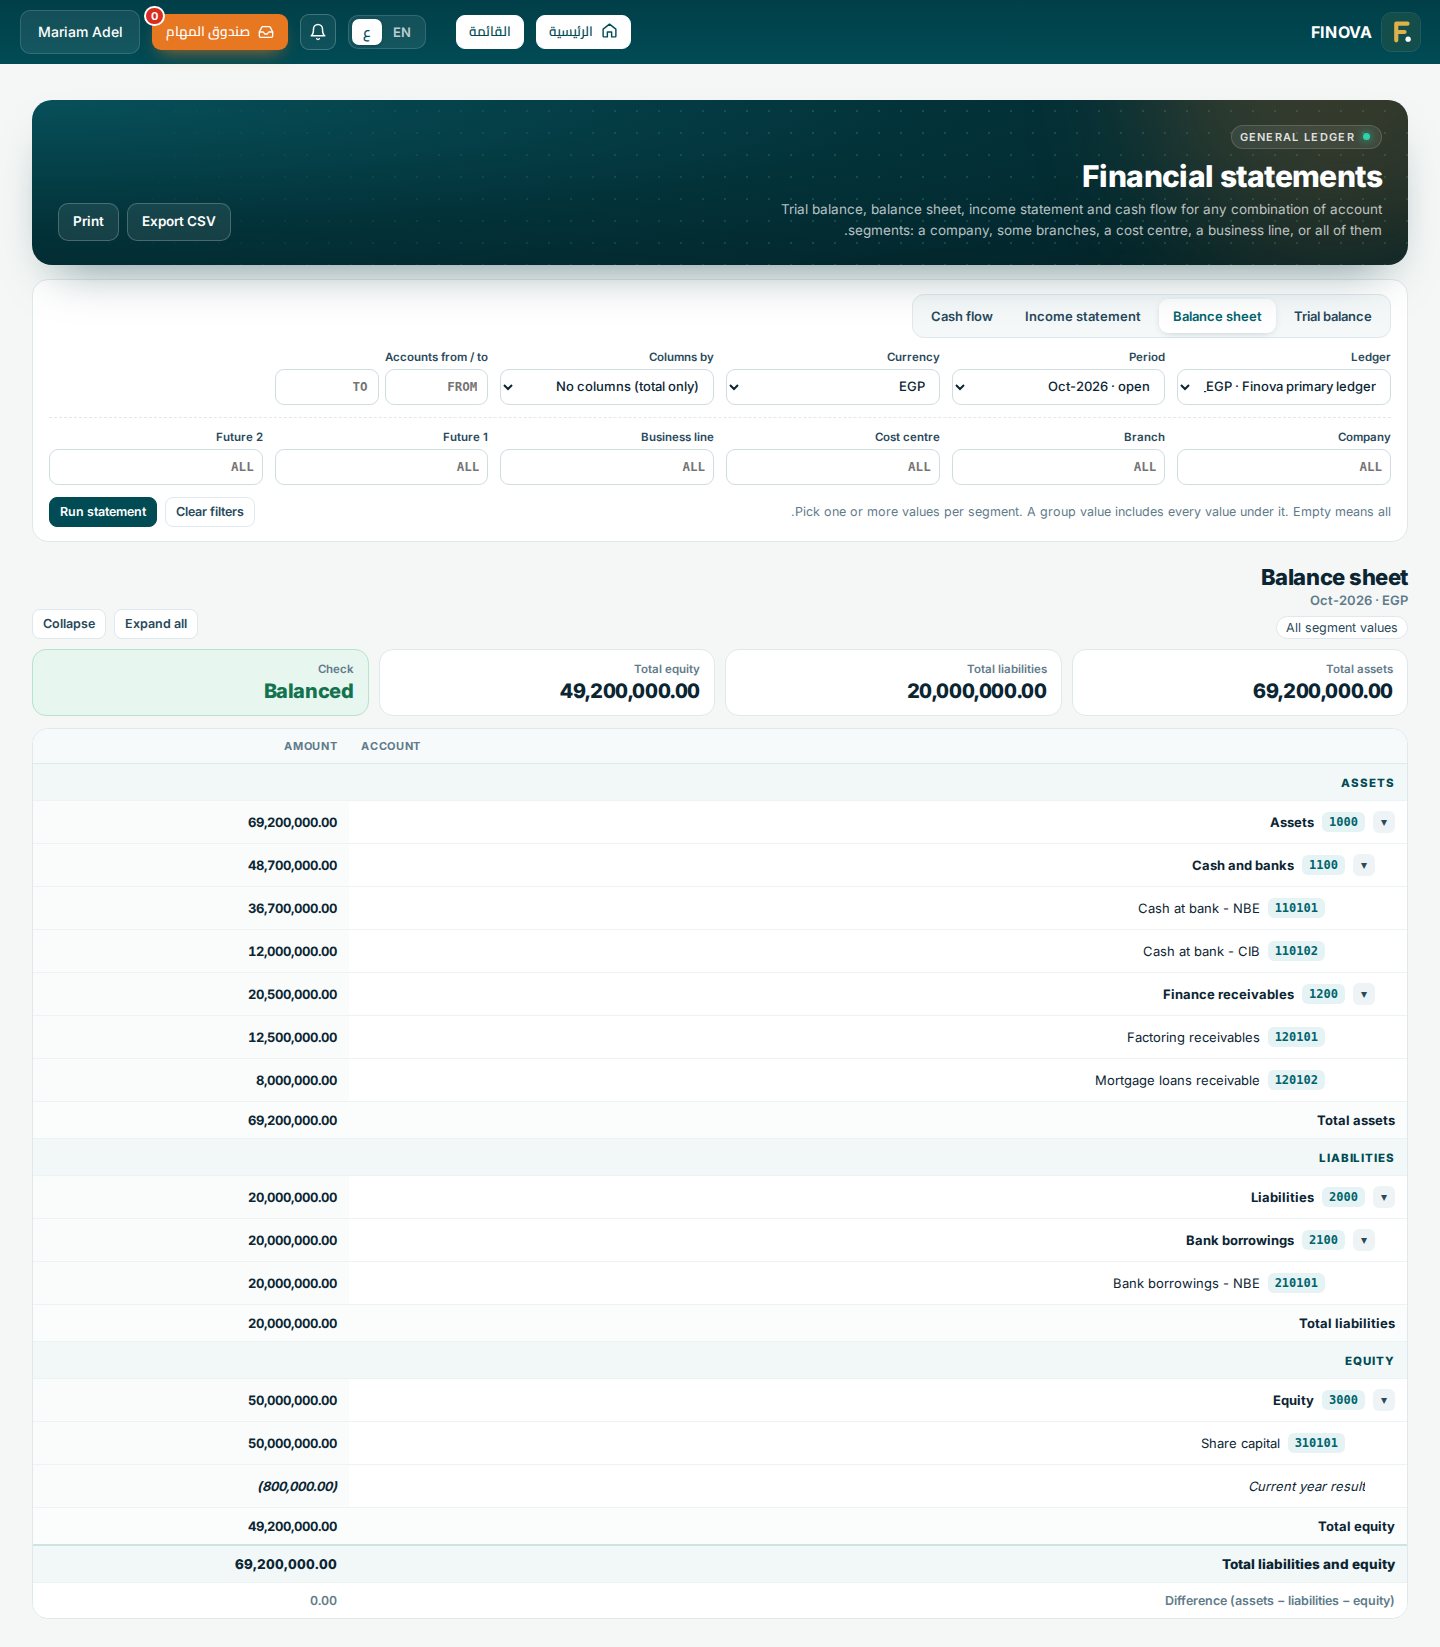 FINOVA F.
الرئيسية
القائمة
EN ع
صندوق المهام 0
Mariam Adel
GENERAL LEDGER
Financial statements
Trial balance, balance sheet, income statement and cash flow for any combination of account
.segments: a company, some branches, a cost centre, a business line, or all of them
Export CSV
Print
Trial balance
Balance sheet
Income statement
Cash flow
Ledger
Period
Currency
Columns by
Accounts from / to
EGP · Finova primary ledger
Oct-2026 · open
EGP
No columns (total only)
FROM
TO
Company
Branch
Cost centre
Business line
Future 1
Future 2
ALL
ALL
ALL
ALL
ALL
ALL
.Pick one or more values per segment. A group value includes every value under it. Empty means all
Clear filters
Run statement
Balance sheet
Oct-2026 · EGP
All segment values
Expand all
Collapse
Total assets
69,200,000.00
Total liabilities
20,000,000.00
Total equity
49,200,000.00
Check
Balanced
ACCOUNT AMOUNT
ASSETS
1000 Assets 69,200,000.00
1100 Cash and banks 48,700,000.00
110101 Cash at bank - NBE 36,700,000.00
110102 Cash at bank - CIB 12,000,000.00
1200 Finance receivables 20,500,000.00
120101 Factoring receivables 12,500,000.00
120102 Mortgage loans receivable 8,000,000.00
Total assets 69,200,000.00
LIABILITIES
2000 Liabilities 20,000,000.00
2100 Bank borrowings 20,000,000.00
210101 Bank borrowings - NBE 20,000,000.00
Total liabilities 20,000,000.00
EQUITY
3000 Equity 50,000,000.00
310101 Share capital 50,000,000.00
Current year result (800,000.00)
Total equity 49,200,000.00
Total liabilities and equity 69,200,000.00
Difference (assets – liabilities – equity) 0.00